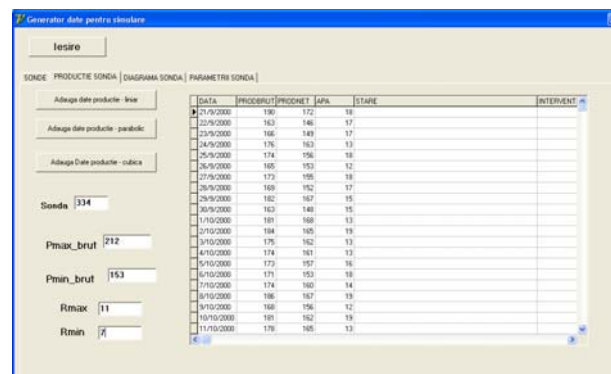 Generator date pentru simulare
Iesire
SONDE PRODUCTIE SONDA DIAGRAMA SONDA PARAMETRII SONDA
Adauga date productie - liniar
Adauga date productie - parabolic
Adauga Date productie - cubica
Sonda 334
Pmax_brut 212
Pmin_brut 153
Rmax 11
Rmin 7
DATA PRODBRUT PRODNET APA STARE INTERVENT
21/9/2000 190 172 18
22/9/2000 163 146 17
23/9/2000 166 149 17
24/9/2000 176 163 13
25/9/2000 174 156 18
26/9/2000 165 153 12
27/9/2000 173 155 18
28/9/2000 169 152 17
29/9/2000 182 167 15
30/9/2000 163 148 15
1/10/2000 181 168 13
2/10/2000 184 165 19
3/10/2000 175 162 13
4/10/2000 174 161 13
5/10/2000 173 157 16
6/10/2000 171 153 18
7/10/2000 174 160 14
8/10/2000 186 167 19
9/10/2000 168 156 12
10/10/2000 181 162 19
11/10/2000 178 165 13